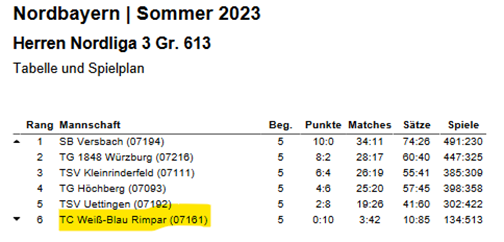 Nordbayern | Sommer 2023
Herren Nordliga 3 Gr. 613
Tabelle und Spielplan
Rang Mannschaft Beg. Punkte Matches Sätze Spiele
1 SB Versbach (07194) 5 10:0 34:11 74:26 491:230
2 TG 1848 Würzburg (07216) 5 8:2 28:17 60:40 447:325
3 TSV Kleinrinderfeld (07111) 5 6:4 26:19 55:41 385:309
4 TG Höchberg (07093) 5 4:6 25:20 57:45 398:358
5 TSV Uettingen (07192) 5 2:8 19:26 41:60 302:422
6 TC Weiß-Blau Rimpar (07161) 5 0:10 3:42 10:85 134:513